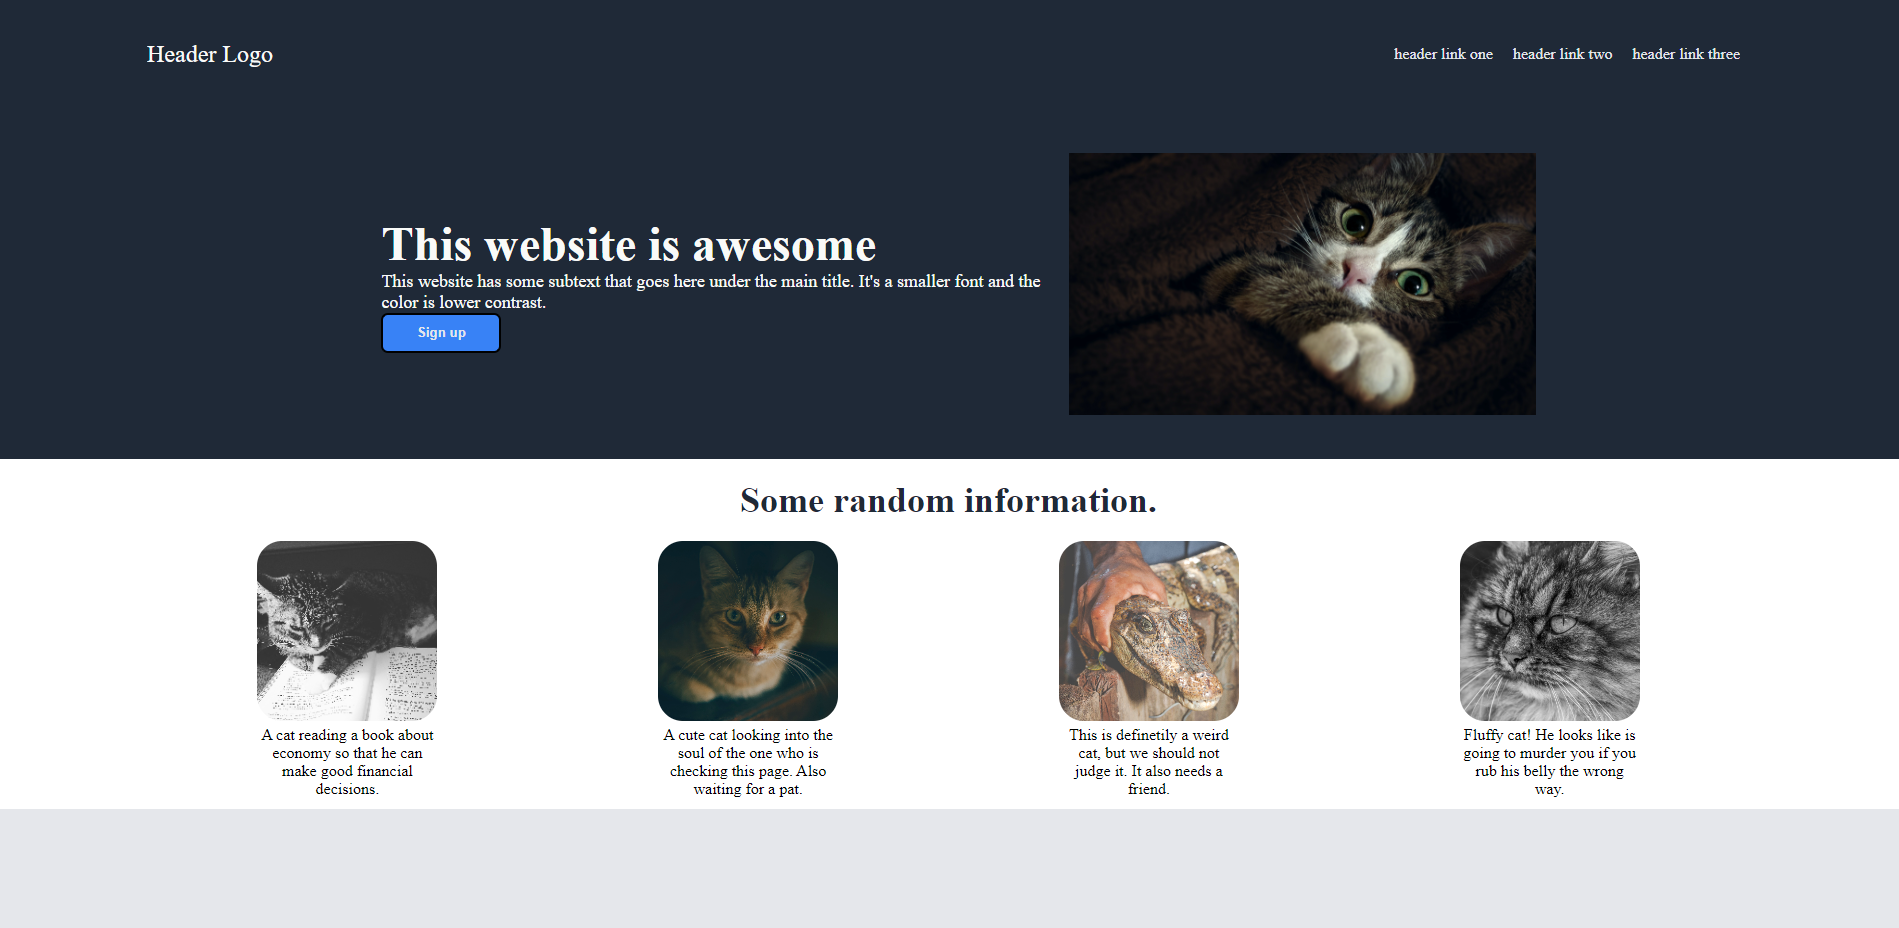 Header Logo
header link one
header link two
header link three
This website is awesome
This website has some subtext that goes here under the main title. It's a smaller font and the
color is lower contrast.
Sign up
Some random information.
A cat reading a book about
economy so that he can
make good financial
decisions.
A cute cat looking into the
soul of the one who is
checking this page. Also
waiting for a pat.
This is definetily a weird
cat, but we should not
judge it. It also needs a
friend.
Fluffy cat! He looks like is
going to murder you if you
rub his belly the wrong
way.